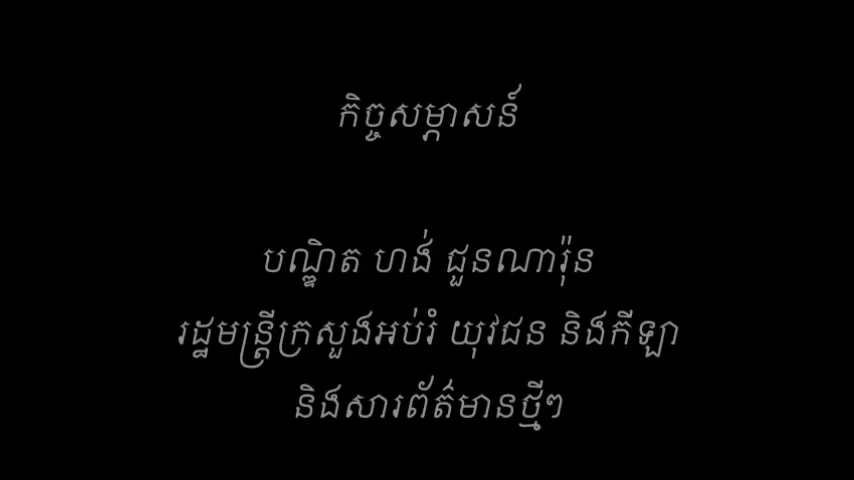 កិច្ចសម្ភាសន៍
បណ្ឌិត ហង់ ជួនណារ៉ុន
រដ្ឋមន្ត្រីក្រសួងអប់រំ យុវជន និងកីឡា
និងសារព័ត៌មានថ្មីៗ